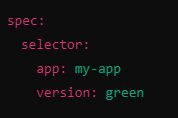 spec:
  selector:
    app: my-app
    version: green